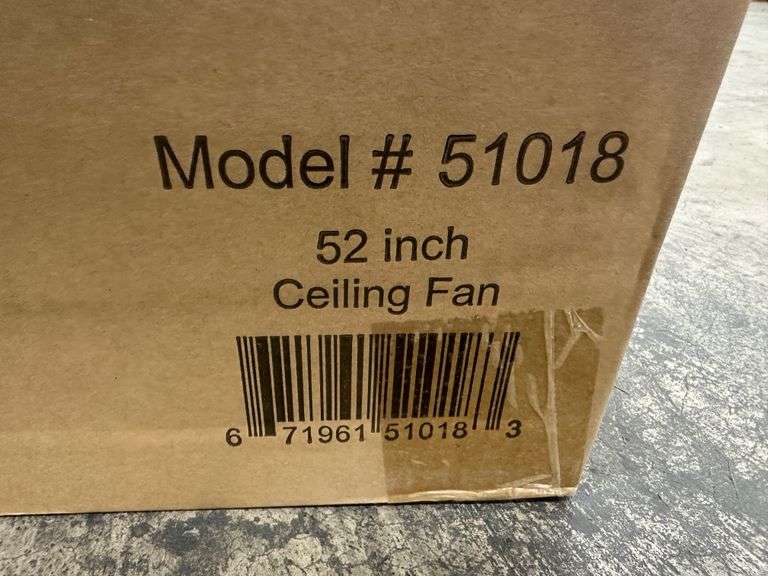 Model # 51018
52 inch
Ceiling Fan
6 71961 51018 3